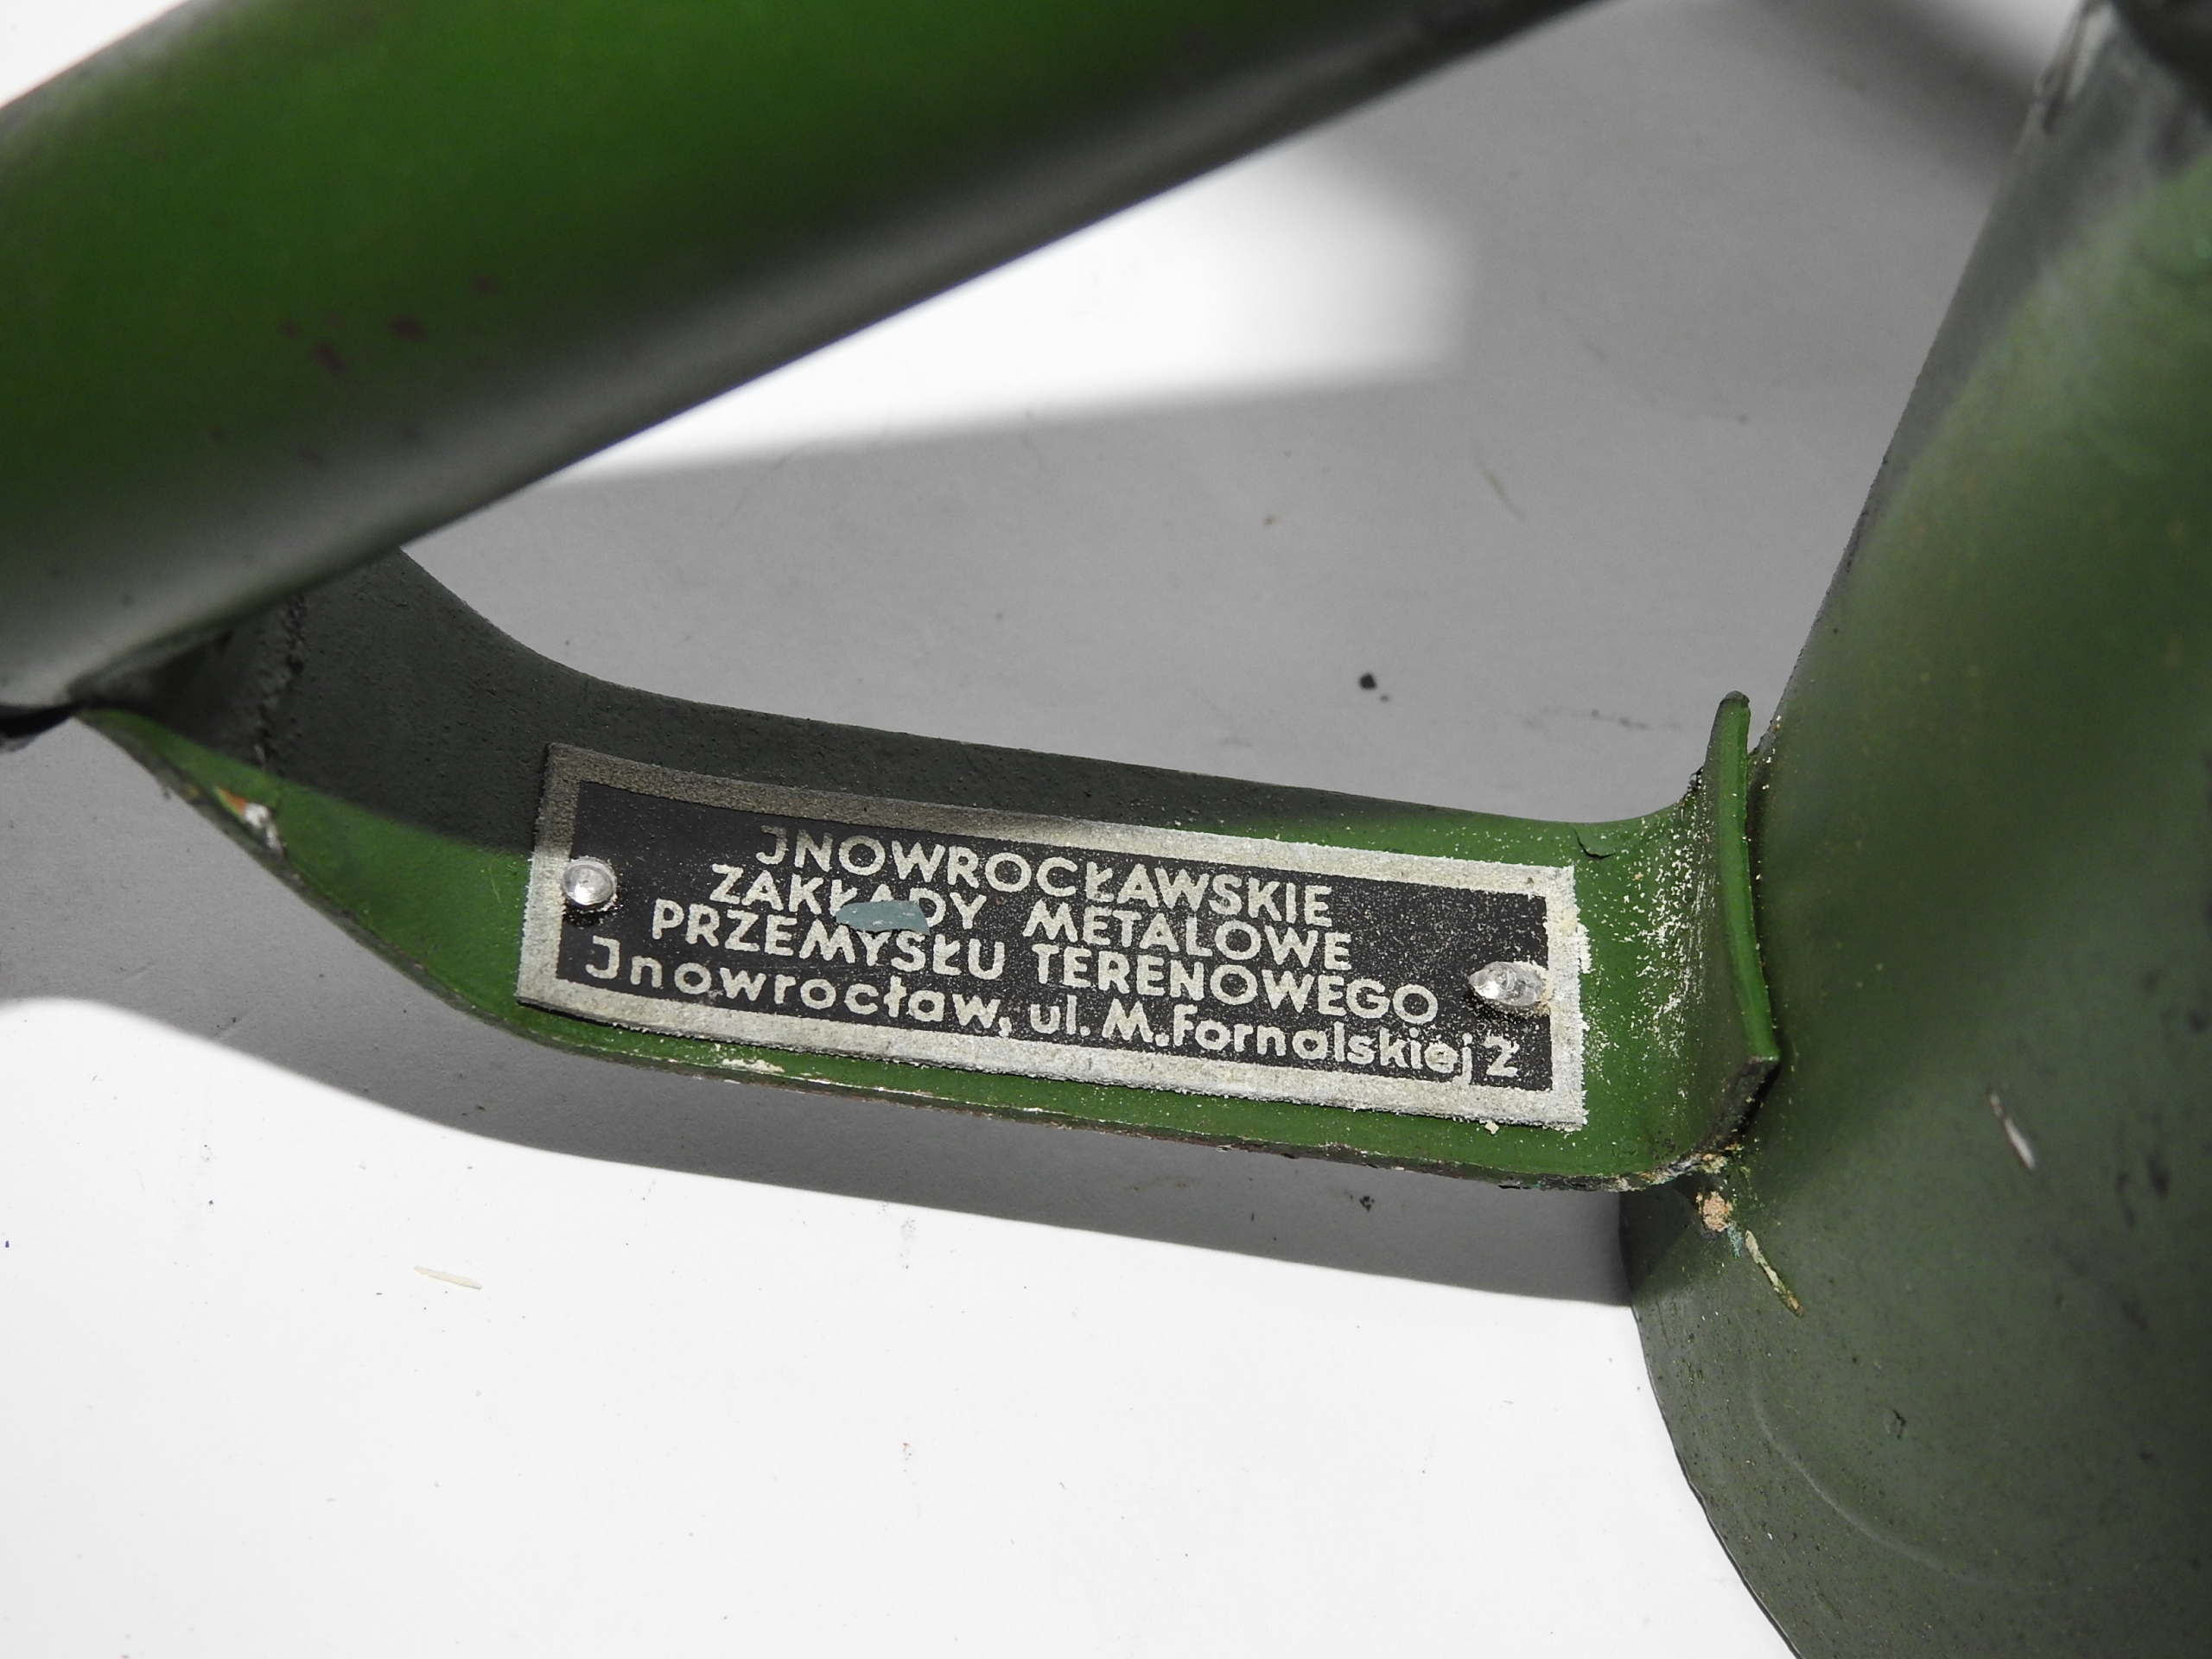 JNOWROCŁAWSKIE
ZAKŁADY METALOWE
PRZEMYSŁU TERENOWEGO
Jnowrocław, ul. M.Fornalskiej 2